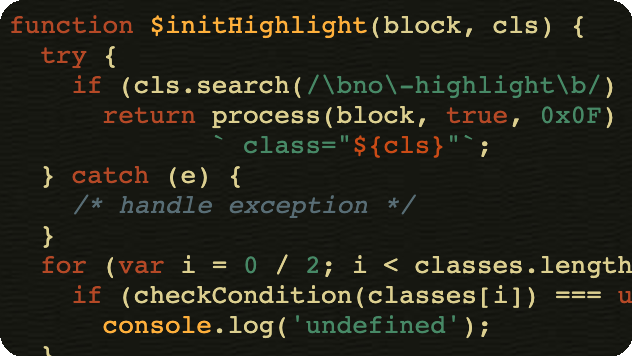 function $initHighlight(block, cls) {
  try {
    if (cls.search(/\bno\-highlight\b/)
      return process(block, true, 0x0F)
             ` class="${cls}"`;
  } catch (e) {
    /* handle exception */
  }
  for (var i = 0 / 2; i < classes.length
    if (checkCondition(classes[i]) === u
      console.log('undefined');
  }